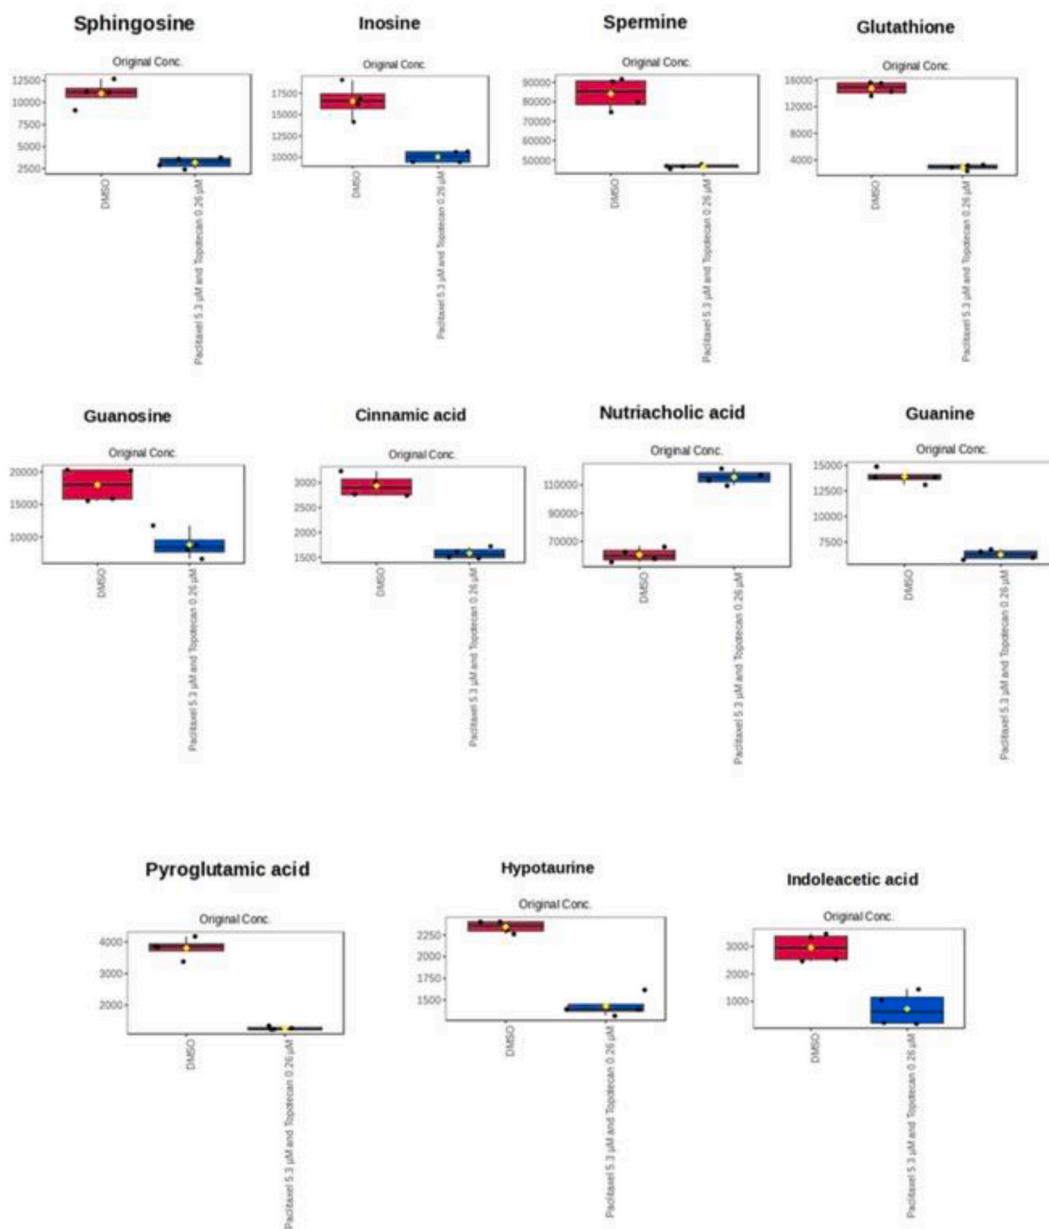 Sphingosine
Inosine
Spermine
Glutathione
Original Conc.
Original Conc.
Original Conc.
Original Conc.
12500
10000
7500
5000
2500
17500
15000
12500
10000
90000
80000
70000
60000
50000
16000
12000
8000
4000
DMSO
Paclitaxel 5.3 µM and Topotecan 0.26 µM
DMSO
Paclitaxel 5.3 µM and Topotecan 0.26 µM
DMSO
Paclitaxel 5.3 µM and Topotecan 0.26 µM
DMSO
Paclitaxel 5.3 µM and Topotecan 0.26 µM
Guanosine
Cinnamic acid
Nutriacholic acid
Guanine
Original Conc.
Original Conc.
Original Conc.
Original Conc.
20000
15000
10000
3000
2500
2000
1500
110000
90000
70000
15000
12500
10000
7500
DMSO
Paclitaxel 5.3 µM and Topotecan 0.26 µM
DMSO
Paclitaxel 5.3 µM and Topotecan 0.26 µM
DMSO
Paclitaxel 5.3 µM and Topotecan 0.26 µM
DMSO
Paclitaxel 5.3 µM and Topotecan 0.26 µM
Pyroglutamic acid
Hypotaurine
Indoleacetic acid
Original Conc.
Original Conc.
Original Conc.
4000
3000
2000
2250
2000
1750
1500
3000
2000
1000
DMSO
Paclitaxel 5.3 µM and Topotecan 0.26 µM
DMSO
Paclitaxel 5.3 µM and Topotecan 0.26 µM
DMSO
Paclitaxel 5.3 µM and Topotecan 0.26 µM